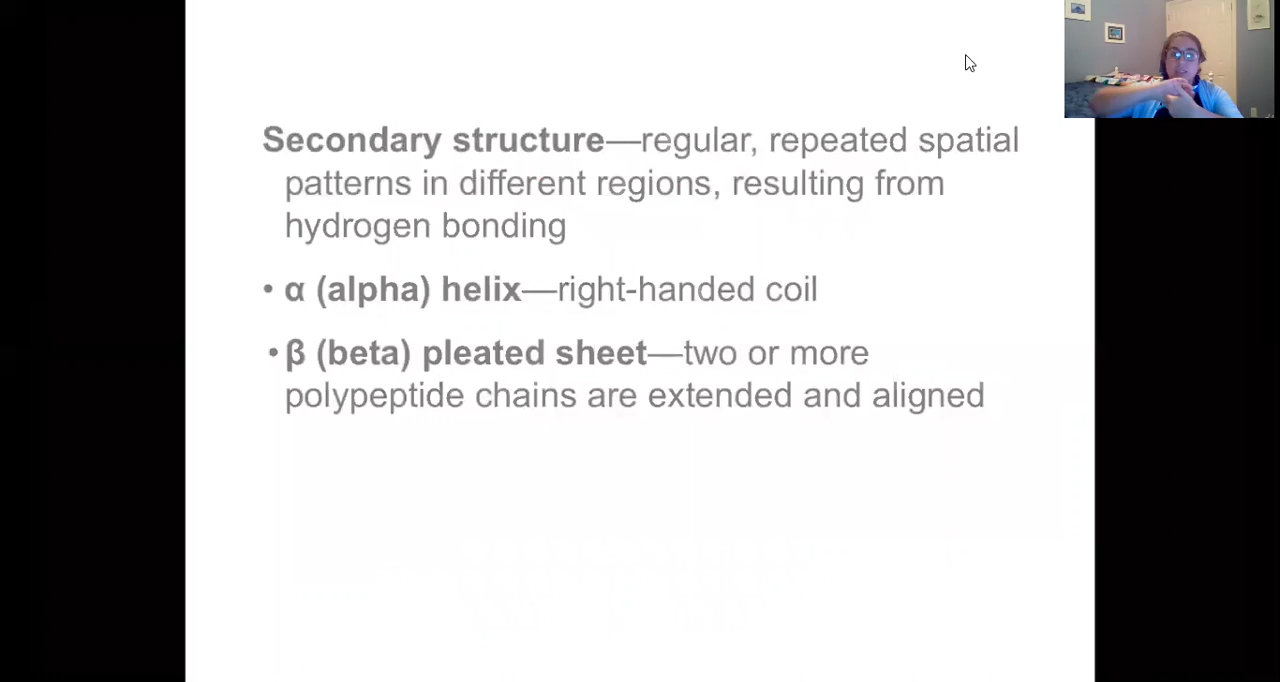 Secondary structure—regular, repeated spatial
patterns in different regions, resulting from
hydrogen bonding
• α (alpha) helix—right-handed coil
• β (beta) pleated sheet—two or more
polypeptide chains are extended and aligned